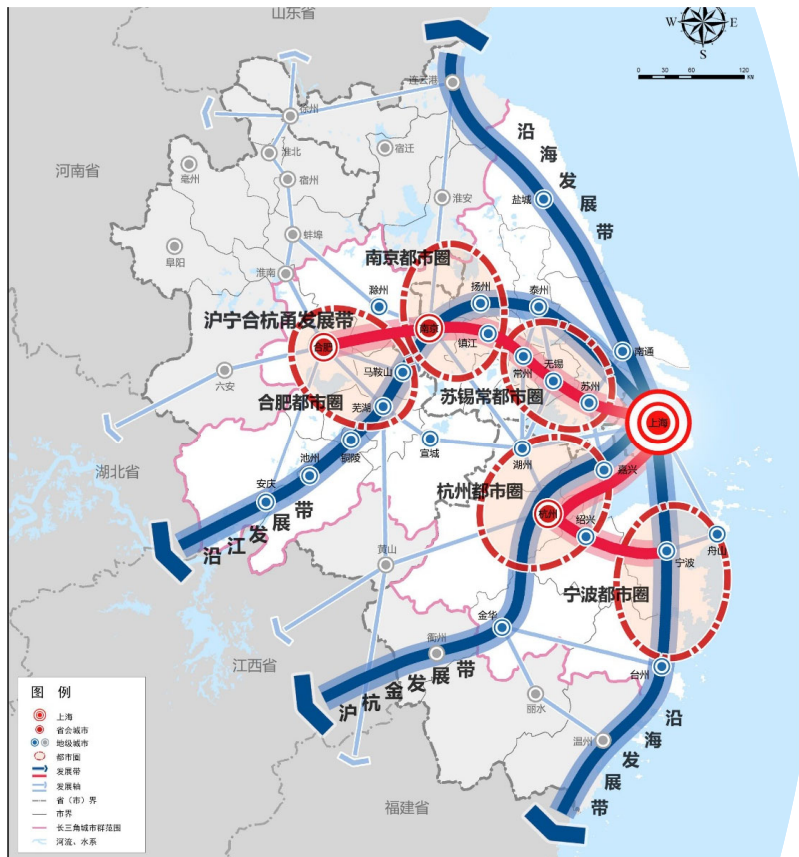 山东省
N
W
E
S
0
30
60
120
KM
连云港
徐州
沿海发展带
淮北
宿迁
河南省
亳州
宿州
淮安
盐城
蚌埠
阜阳
南京都市圈
淮南
滁州
扬州
泰州
沪宁合杭甬发展带
合肥
南京
镇江
南通
常州
无锡
六安
马鞍山
苏州
合肥都市圈
芜湖
苏锡常都市圈
上海
铜陵
宣城
湖州
湖北省
池州
嘉兴
安庆
杭州都市圈
杭州
绍兴
舟山
沿江发展带
黄山
宁波
宁波都市圈
金华
衢州
江西省
台州
沪杭金发展带
丽水
沿海发展带
温州
福建省
图 例
上海
省会城市
地级城市
都市圈
发展带
发展轴
省（市）界
市界
长三角城市群范围
河流、水系